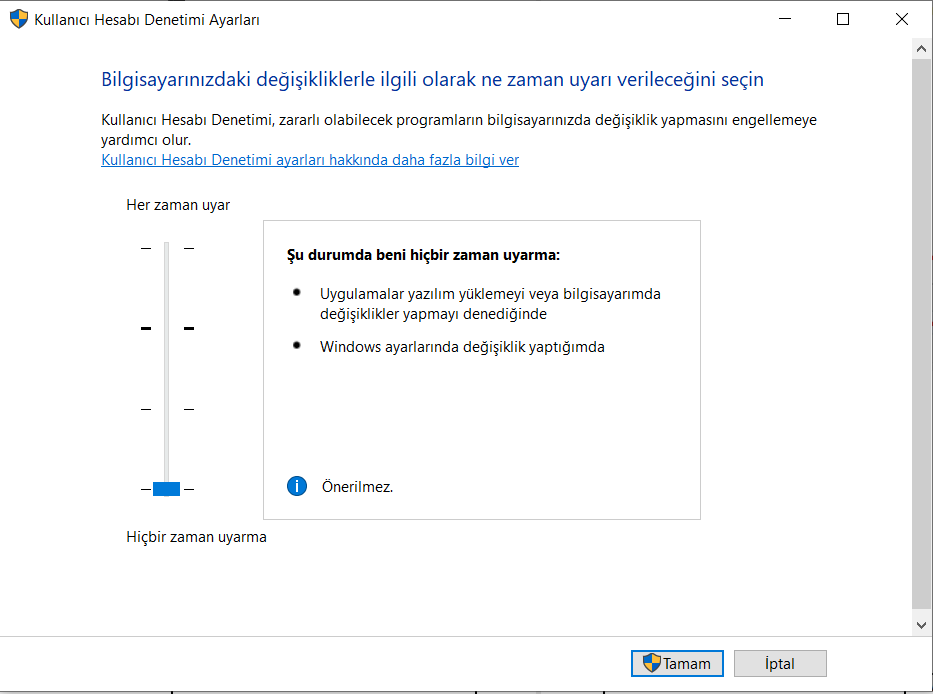 Kullanıcı Hesabı Denetimi Ayarları
Bilgisayarınızdaki değişikliklerle ilgili olarak ne zaman uyarı verileceğini seçin
Kullanıcı Hesabı Denetimi, zararlı olabilecek programların bilgisayarınızda değişiklik yapmasını engellemeye
yardımcı olur.
Kullanıcı Hesabı Denetimi ayarları hakkında daha fazla bilgi ver
Her zaman uyar
Şu durumda beni hiçbir zaman uyarma:
Uygulamalar yazılım yüklemeyi veya bilgisayarımda
değişiklikler yapmayı denediğinde
Windows ayarlarında değişiklik yaptığımda
Önerilmez.
Hiçbir zaman uyarma
Tamam
İptal